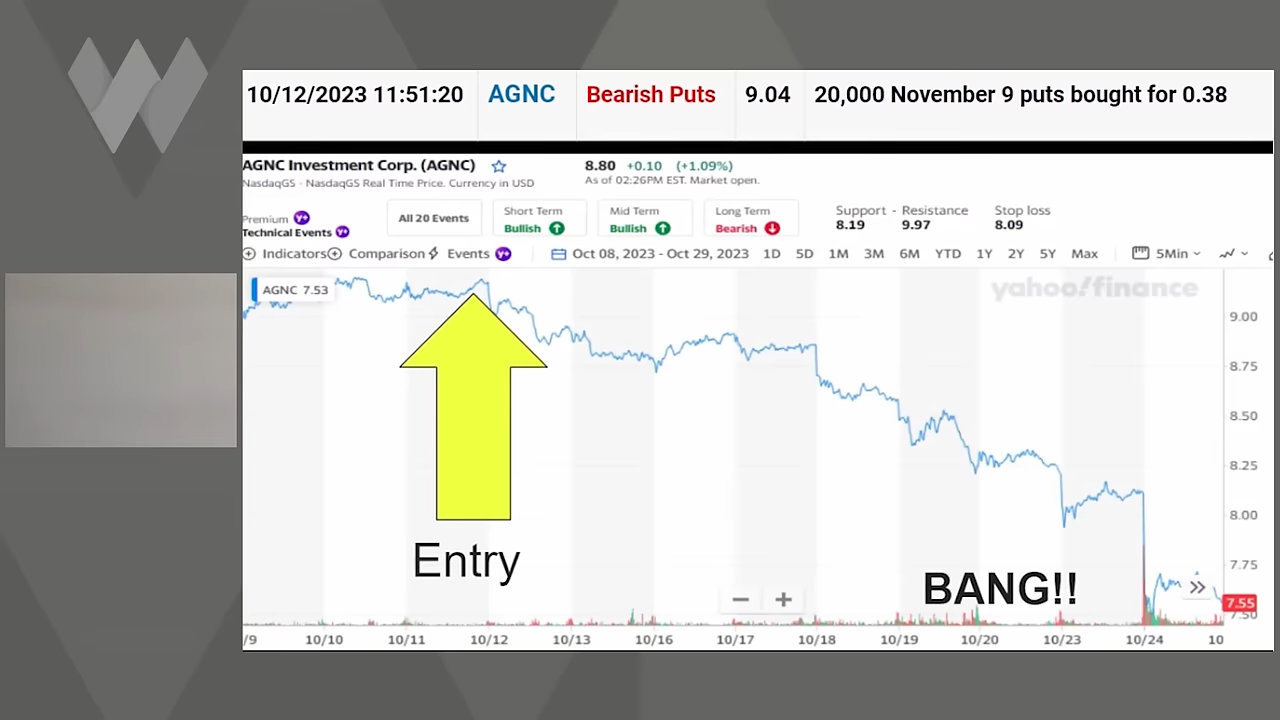 10/12/2023 11:51:20 AGNC Bearish Puts 9.04 20,000 November 9 puts bought for 0.38
AGNC Investment Corp. (AGNC) 8.80 +0.10 (+1.09%)
NasdaqGS - NasdaqGS Real Time Price. Currency in USD As of 02:26PM EST. Market open.
Premium Y+ All 20 Events Short Term Mid Term Long Term Support - Resistance Stop loss
Technical Events Y+ Bullish Bullish Bearish 8.19 9.97 8.09
Indicators Comparison Events Y+ Oct 08, 2023 - Oct 29, 2023 1D 5D 1M 3M 6M YTD 1Y 2Y 5Y Max 5Min
AGNC 7.53
yahoo!finance
9.00
8.75
8.50
8.25
8.00
7.75
7.55
7.50
Entry
BANG!!
/9 10/10 10/11 10/12 10/13 10/16 10/17 10/18 10/19 10/20 10/23 10/24 10